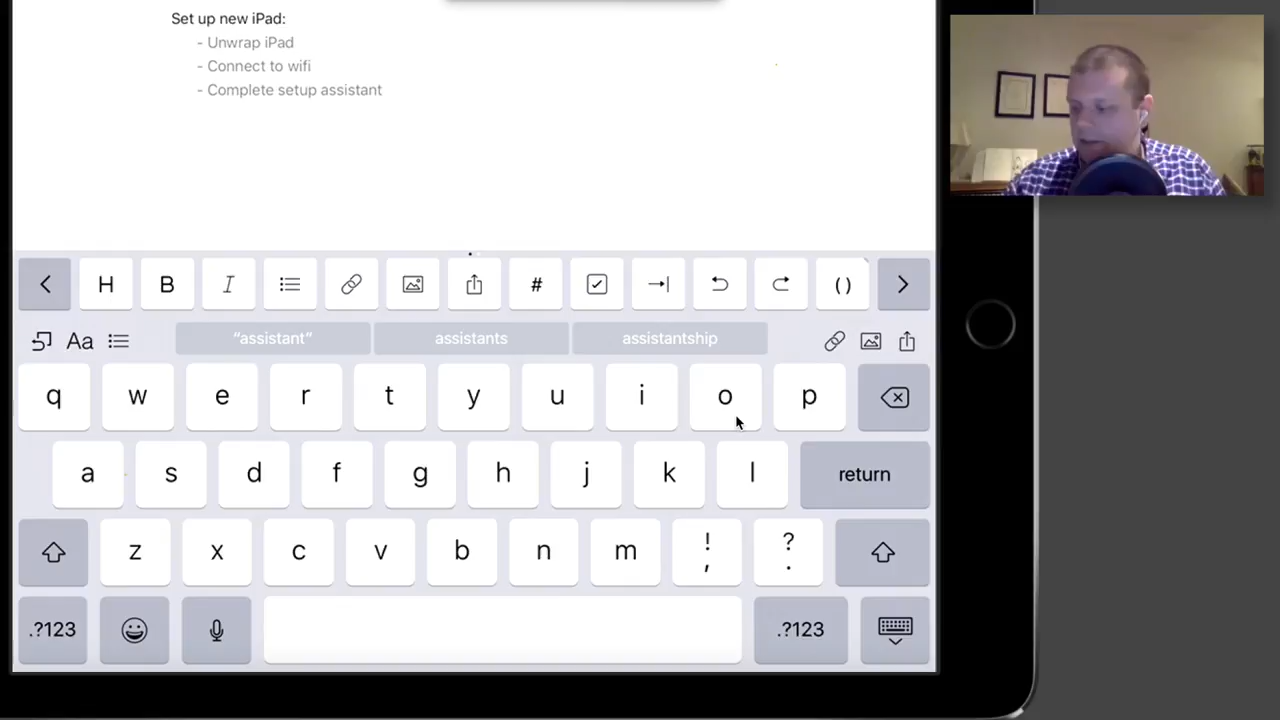 Set up new iPad:
- Unwrap iPad
- Connect to wifi
- Complete setup assistant
H B I # ( )
Aa "assistant" assistants assistantship
q w e r t y u i o p
a s d f g h j k l return
z x c v b n m ! , ? .
.?123 .?123